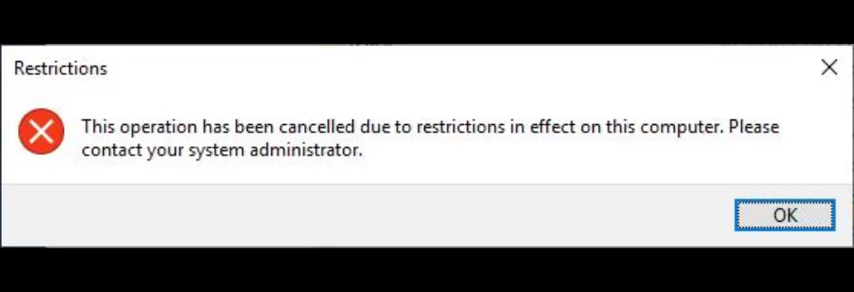 Restrictions
This operation has been cancelled due to restrictions in effect on this computer. Please
contact your system administrator.
OK